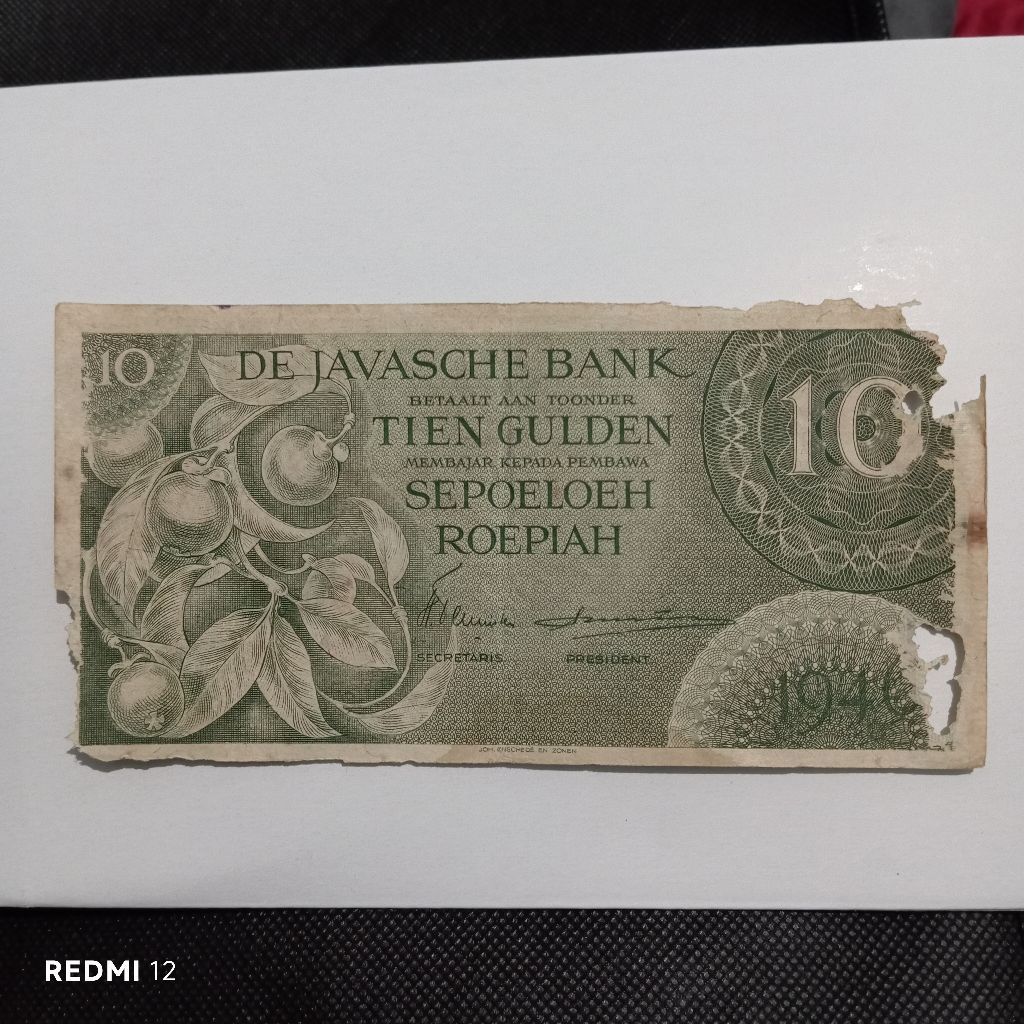 10
DE JAVASCHE BANK
BETAALT AAN TOONDER
TIEN GULDEN
MEMBAJAR KEPADA PEMBAWA
SEPOELOEH
ROEPIAH
10
SECRETARIS
PRESIDENT
1946
JOH. ENSCHEDÉ EN ZONEN
REDMI 12